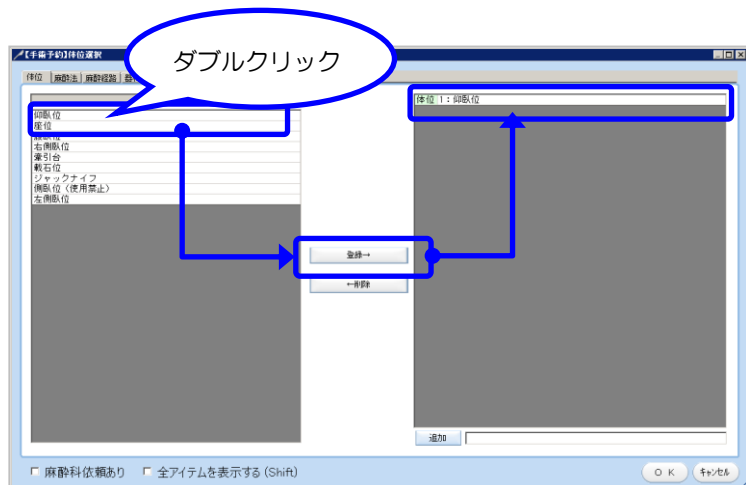 【手術予約】体位選択
ダブルクリック
体位 麻酔法 麻酔経路
仰臥位
座位
右側臥位
牽引台
載石位
ジャックナイフ
側臥位（使用禁止）
左側臥位
体位 1：仰臥位
登録→
←削除
追加
麻酔科依頼あり 全アイテムを表示する(Shift)
ＯＫ キャンセル